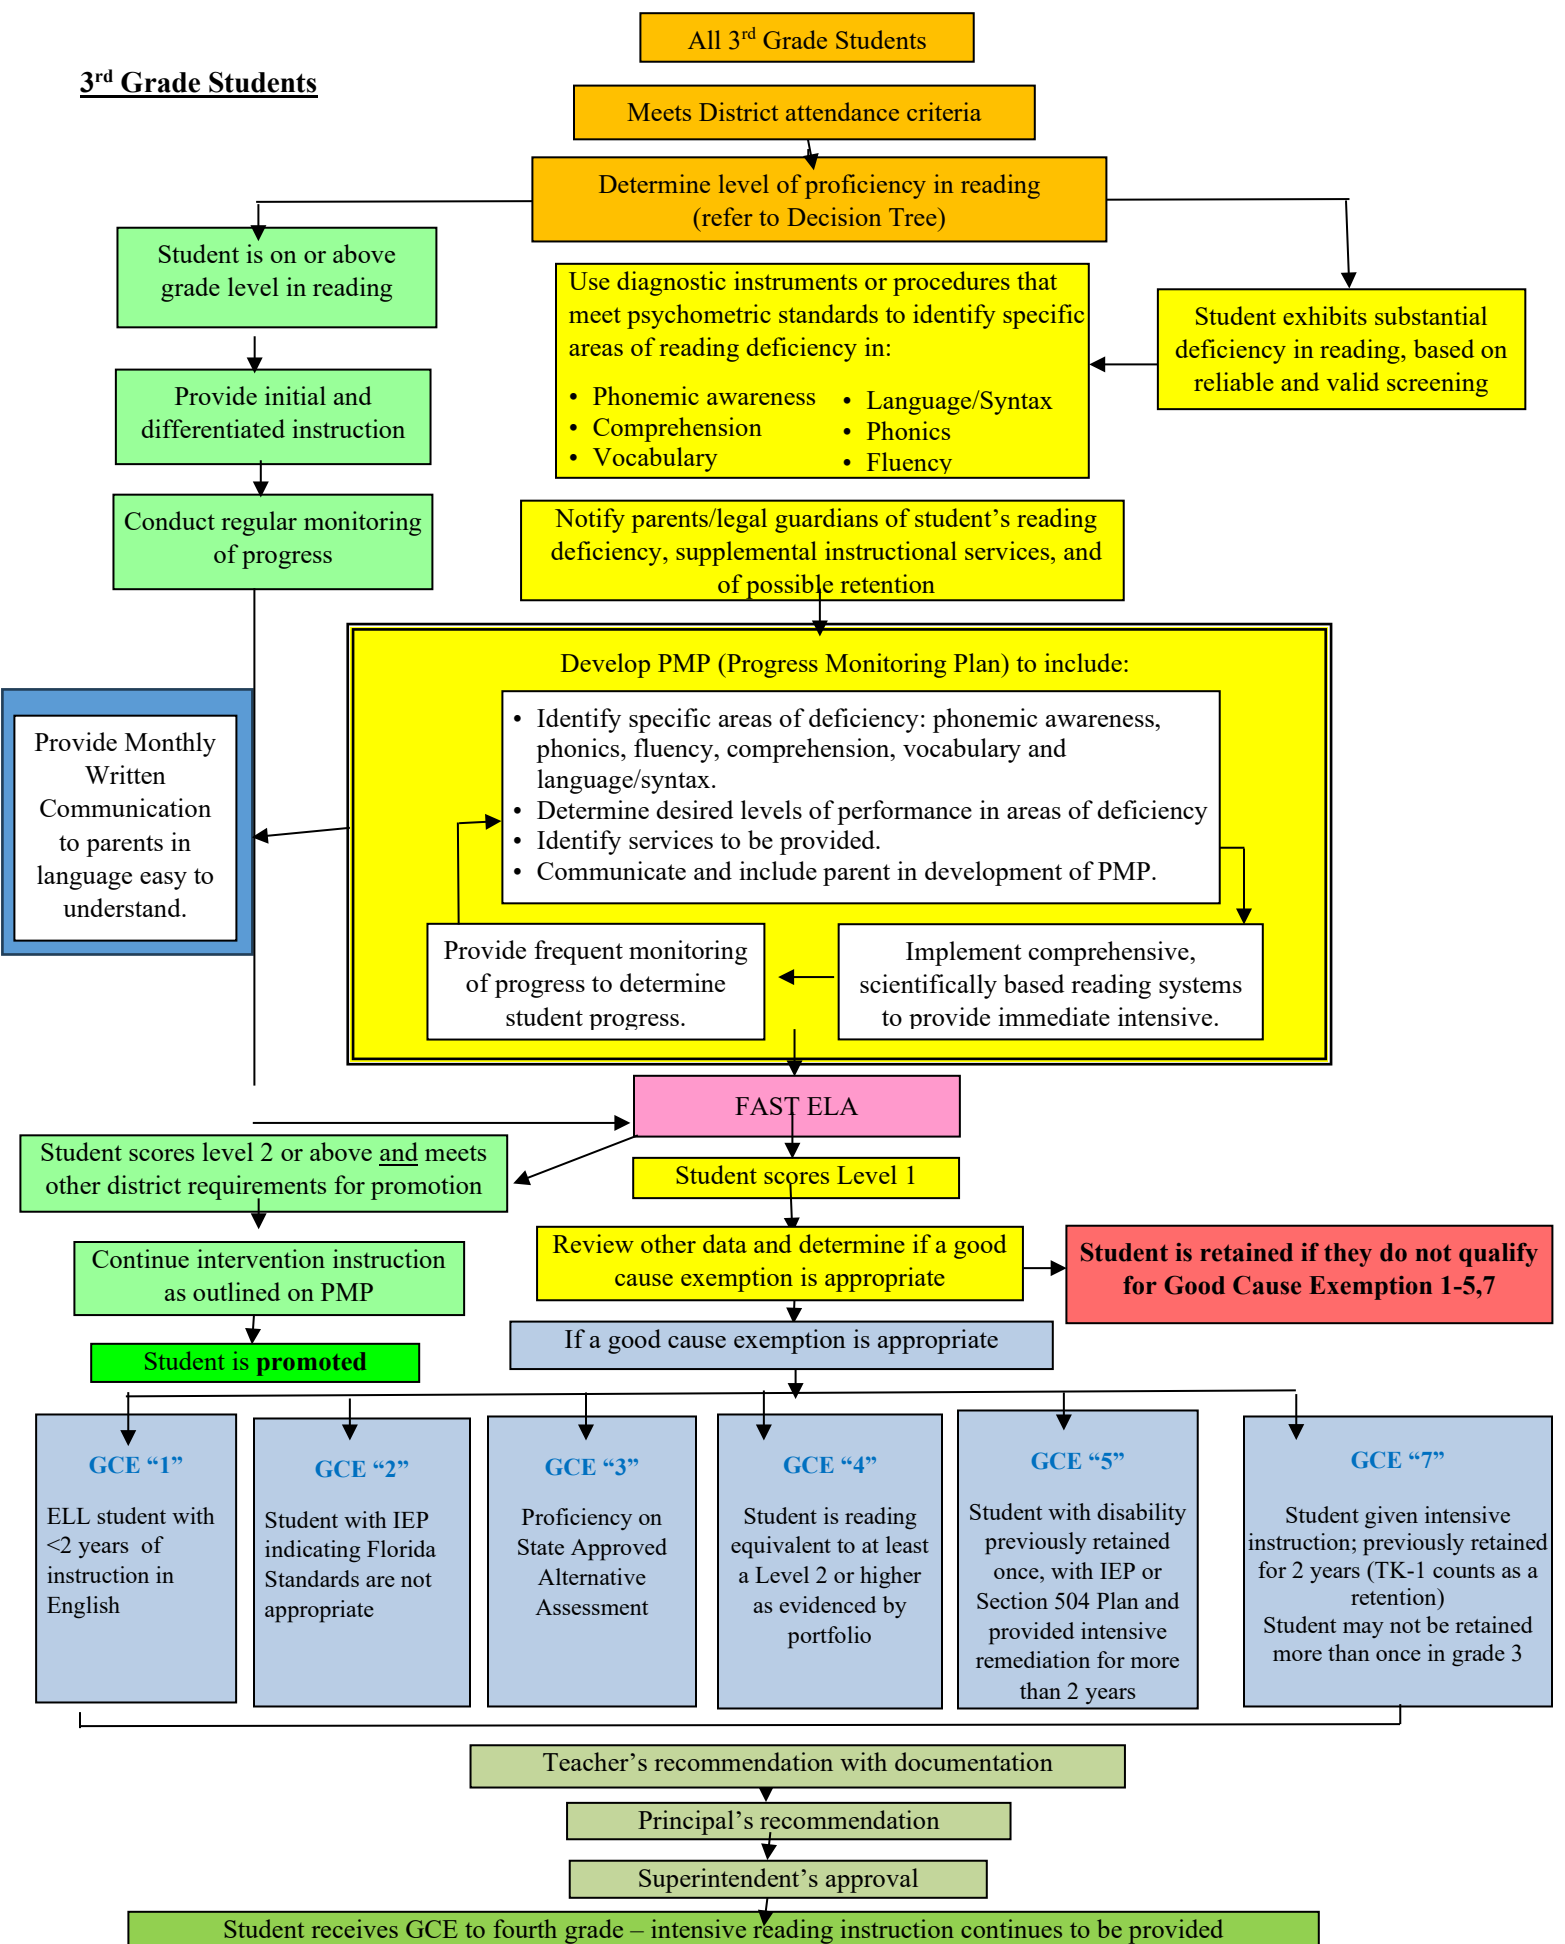 All 3rd Grade Students
3rd Grade Students
Meets District attendance criteria
Determine level of proficiency in reading
(refer to Decision Tree)
Student is on or above
grade level in reading
Use diagnostic instruments or procedures that
meet psychometric standards to identify specific
areas of reading deficiency in:
• Phonemic awareness
• Comprehension
• Vocabulary
• Language/Syntax
• Phonics
• Fluency
Student exhibits substantial
deficiency in reading, based on
reliable and valid screening
Provide initial and
differentiated instruction
Conduct regular monitoring
of progress
Notify parents/legal guardians of student’s reading
deficiency, supplemental instructional services, and
of possible retention
Develop PMP (Progress Monitoring Plan) to include:
• Identify specific areas of deficiency: phonemic awareness,
phonics, fluency, comprehension, vocabulary and
language/syntax.
• Determine desired levels of performance in areas of deficiency
• Identify services to be provided.
• Communicate and include parent in development of PMP.
Provide Monthly
Written
Communication
to parents in
language easy to
understand.
Provide frequent monitoring
of progress to determine
student progress.
Implement comprehensive,
scientifically based reading systems
to provide immediate intensive.
FAST ELA
Student scores level 2 or above and meets
other district requirements for promotion
Student scores Level 1
Continue intervention instruction
as outlined on PMP
Review other data and determine if a good
cause exemption is appropriate
Student is retained if they do not qualify
for Good Cause Exemption 1-5,7
Student is promoted
If a good cause exemption is appropriate
GCE “1”
ELL student with
<2 years of
instruction in
English
GCE “2”
Student with IEP
indicating Florida
Standards are not
appropriate
GCE “3”
Proficiency on
State Approved
Alternative
Assessment
GCE “4”
Student is reading
equivalent to at least
a Level 2 or higher
as evidenced by
portfolio
GCE “5”
Student with disability
previously retained
once, with IEP or
Section 504 Plan and
provided intensive
remediation for more
than 2 years
GCE “7”
Student given intensive
instruction; previously retained
for 2 years (TK-1 counts as a
retention)
Student may not be retained
more than once in grade 3
Teacher’s recommendation with documentation
Principal’s recommendation
Superintendent’s approval
Student receives GCE to fourth grade – intensive reading instruction continues to be provided